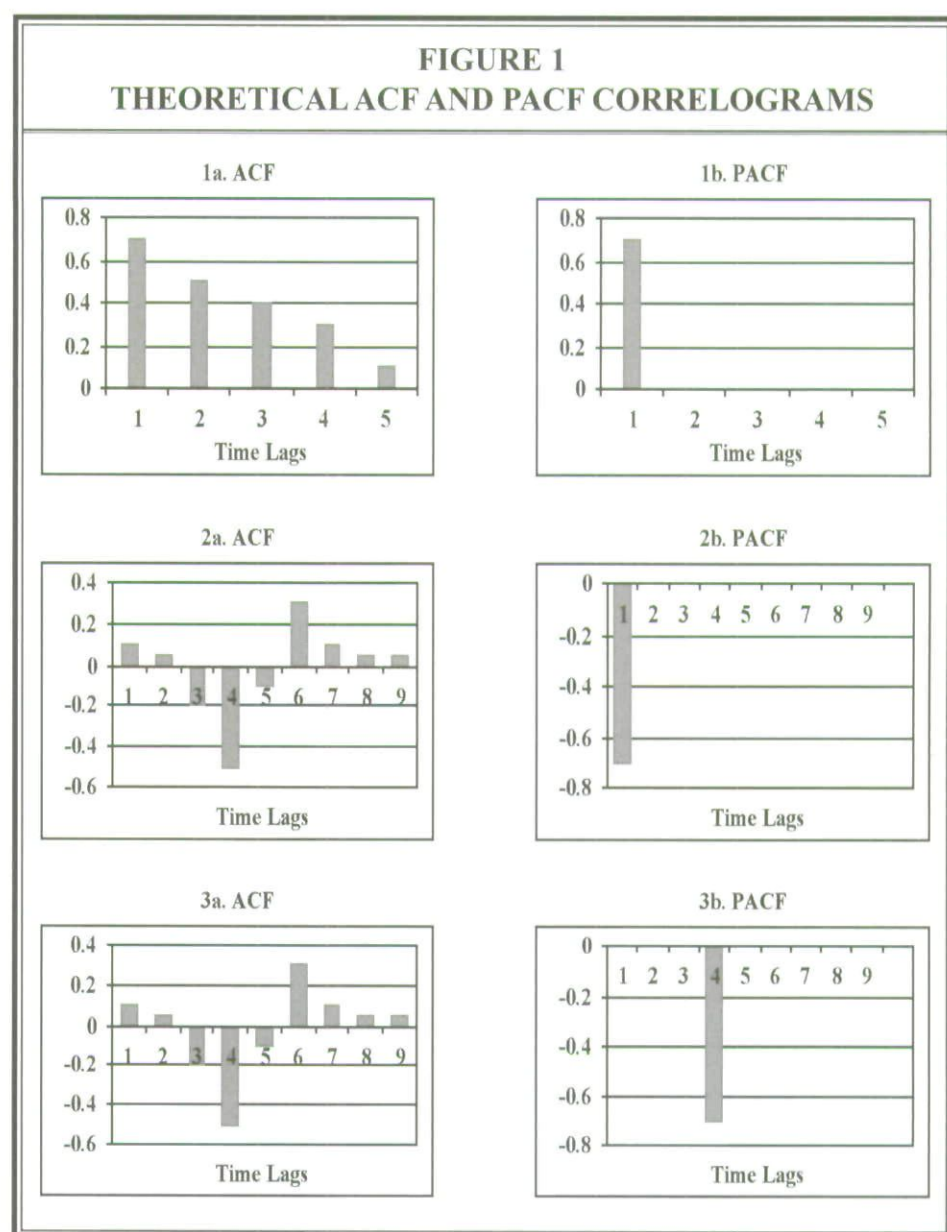 FIGURE 1
THEORETICAL ACF AND PACF CORRELOGRAMS
1a. ACF
0.8
0.6
0.4
0.2
0
1 2 3 4 5
Time Lags
1b. PACF
0.8
0.6
0.4
0.2
0
1 2 3 4 5
Time Lags
2a. ACF
0.4
0.2
0
1 2 3 4 5 6 7 8 9
-0.2
-0.4
-0.6
Time Lags
2b. PACF
0
1 2 3 4 5 6 7 8 9
-0.2
-0.4
-0.6
-0.8
Time Lags
3a. ACF
0.4
0.2
0
1 2 3 4 5 6 7 8 9
-0.2
-0.4
-0.6
Time Lags
3b. PACF
0
1 2 3 4 5 6 7 8 9
-0.2
-0.4
-0.6
-0.8
Time Lags